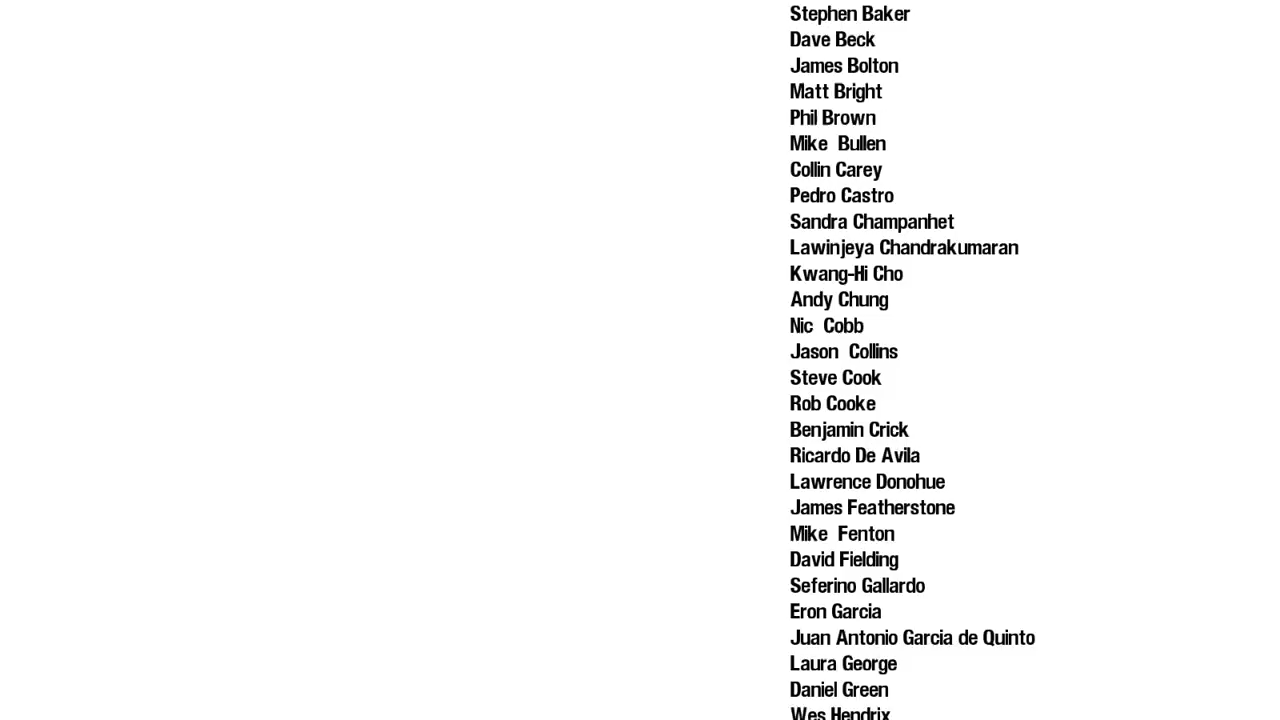 Stephen Baker
Dave Beck
James Bolton
Matt Bright
Phil Brown
Mike  Bullen
Collin Carey
Pedro Castro
Sandra Champanhet
Lawinjeya Chandrakumaran
Kwang-Hi Cho
Andy Chung
Nic  Cobb
Jason  Collins
Steve Cook
Rob Cooke
Benjamin Crick
Ricardo De Avila
Lawrence Donohue
James Featherstone
Mike  Fenton
David Fielding
Seferino Gallardo
Eron Garcia
Juan Antonio Garcia de Quinto
Laura George
Daniel Green
Wes Hendrix